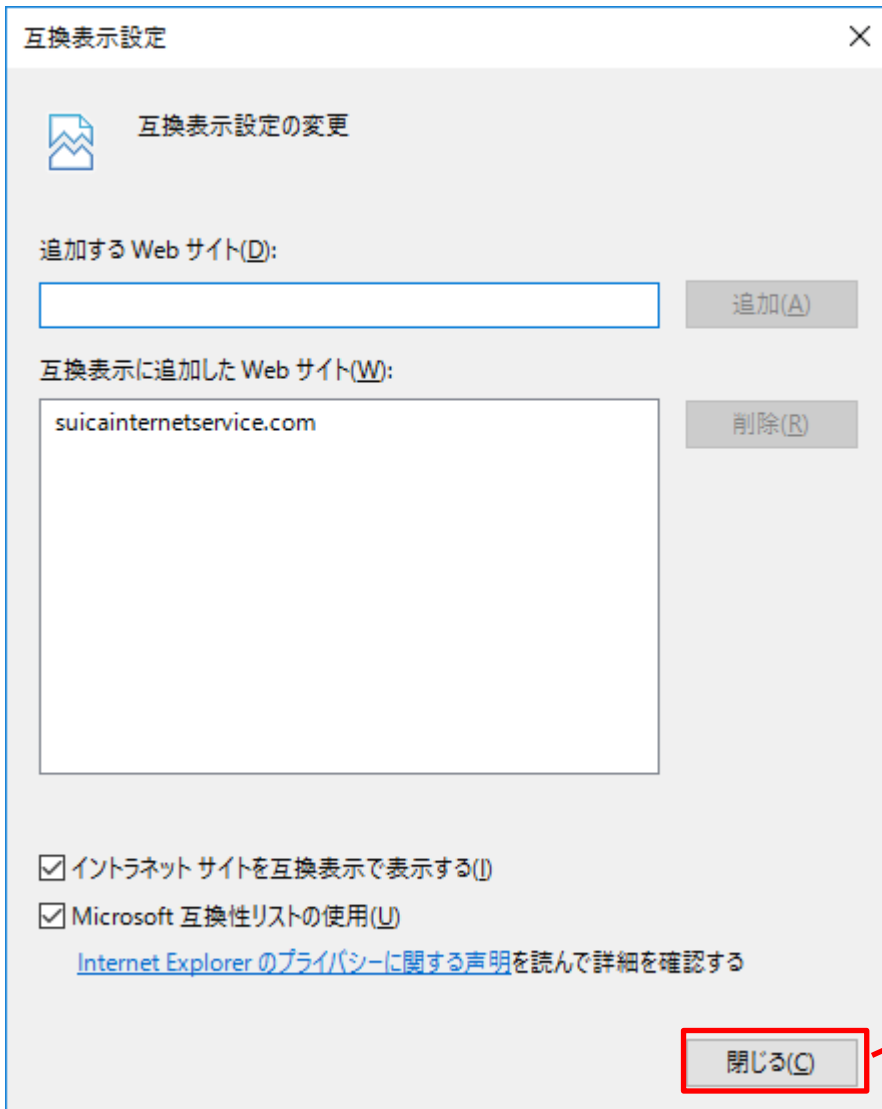 互換表示設定
互換表示設定の変更
追加する Web サイト(D):
追加(A)
互換表示に追加した Web サイト(W):
suicainternetservice.com
削除(R)
イントラネット サイトを互換表示で表示する(I)
Microsoft 互換性リストの使用(U)
Internet Explorer のプライバシーに関する声明を読んで詳細を確認する
閉じる(C)